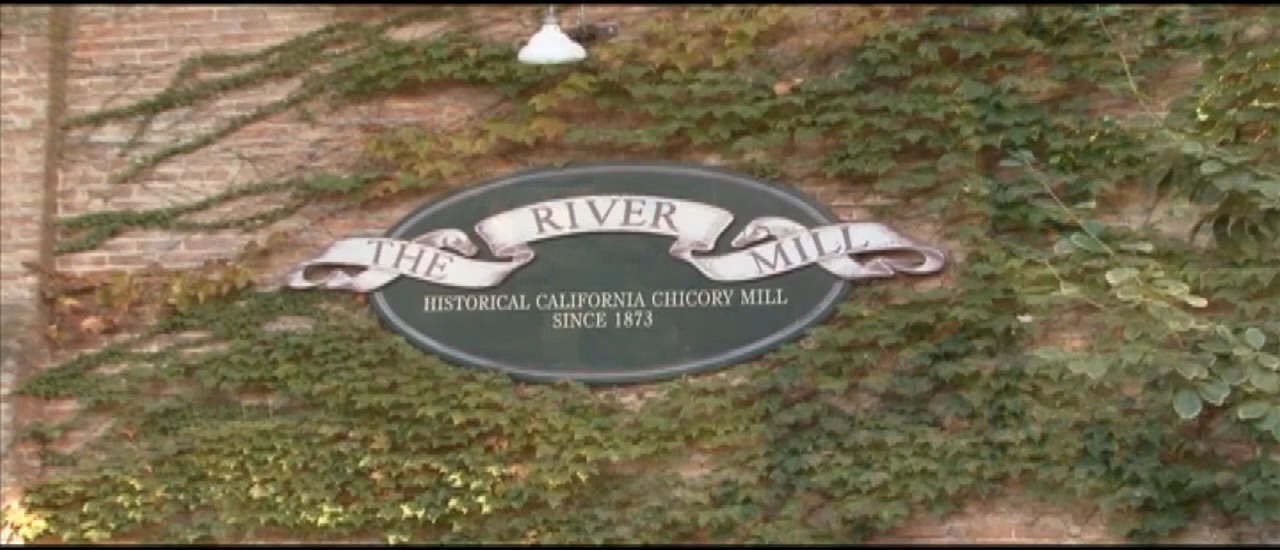 THE RIVER MILL
HISTORICAL CALIFORNIA CHICORY MILL
SINCE 1873